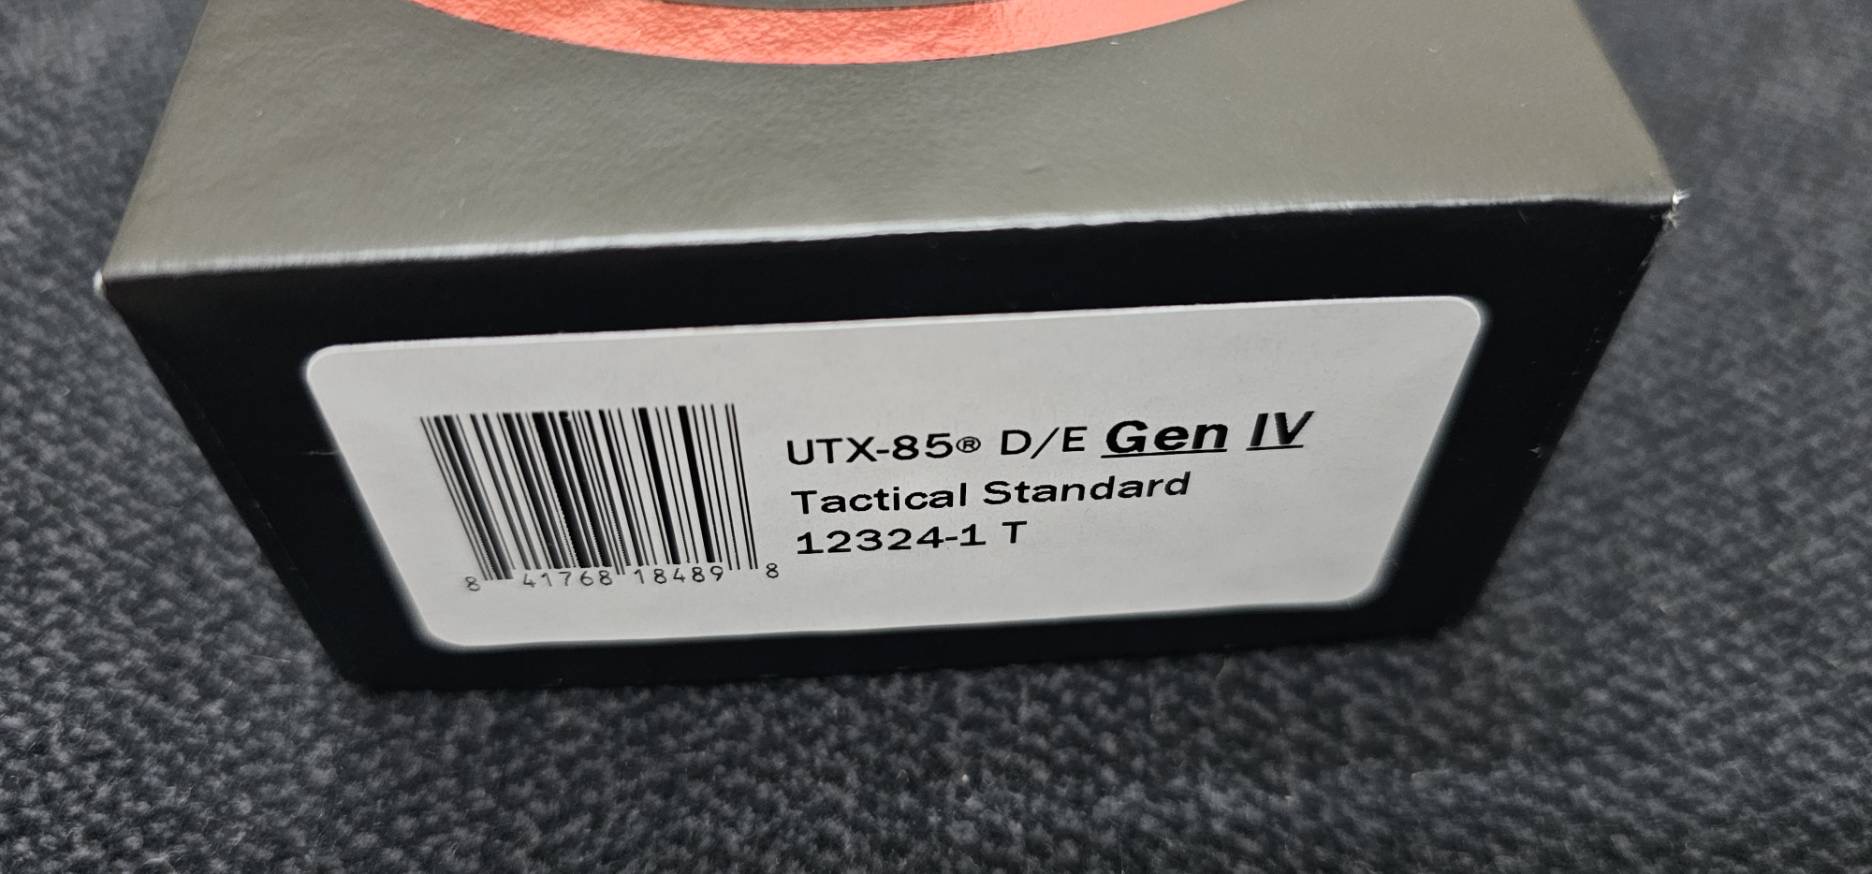 UTX-85® D/E Gen IV
Tactical Standard
12324-1 T
8 41768 18489 8